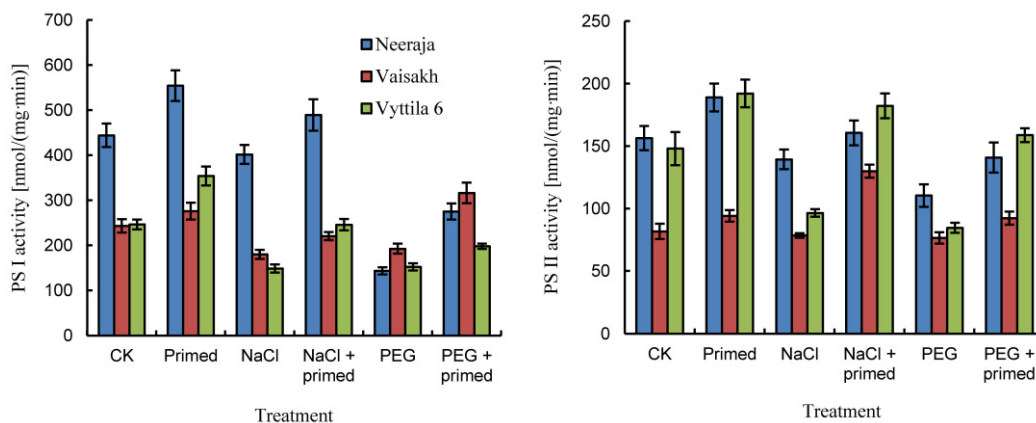 PS I activity [nmol/(mg·min)]
700
600
500
400
300
200
100
0
Neeraja
Vaisakh
Vyttila 6
CK
Primed
NaCl
NaCl +
primed
PEG
PEG +
primed
Treatment
PS II activity [nmol/(mg·min)]
250
200
150
100
50
0
CK
Primed
NaCl
NaCl +
primed
PEG
PEG +
primed
Treatment